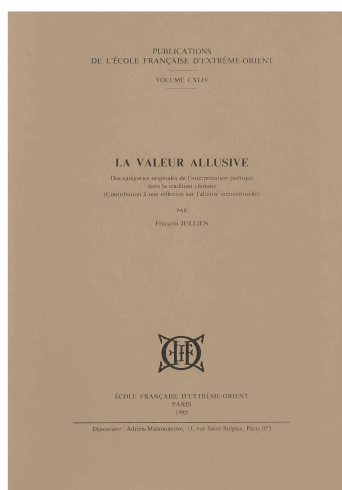 PUBLICATIONS
DE L'ÉCOLE FRANÇAISE D'EXTRÊME-ORIENT
VOLUME CXLIV
LA VALEUR ALLUSIVE
Des catégories originales de l'interprétation poétique
dans la tradition chinoise
(Contribution à une réflexion sur l'altérité interculturelle)
PAR
François JULLIEN
ÉCOLE FRANÇAISE D'EXTRÊME-ORIENT
PARIS
1985
Dépositaire : Adrien-Maisonneuve, 11, rue Saint-Sulpice, Paris (6e)